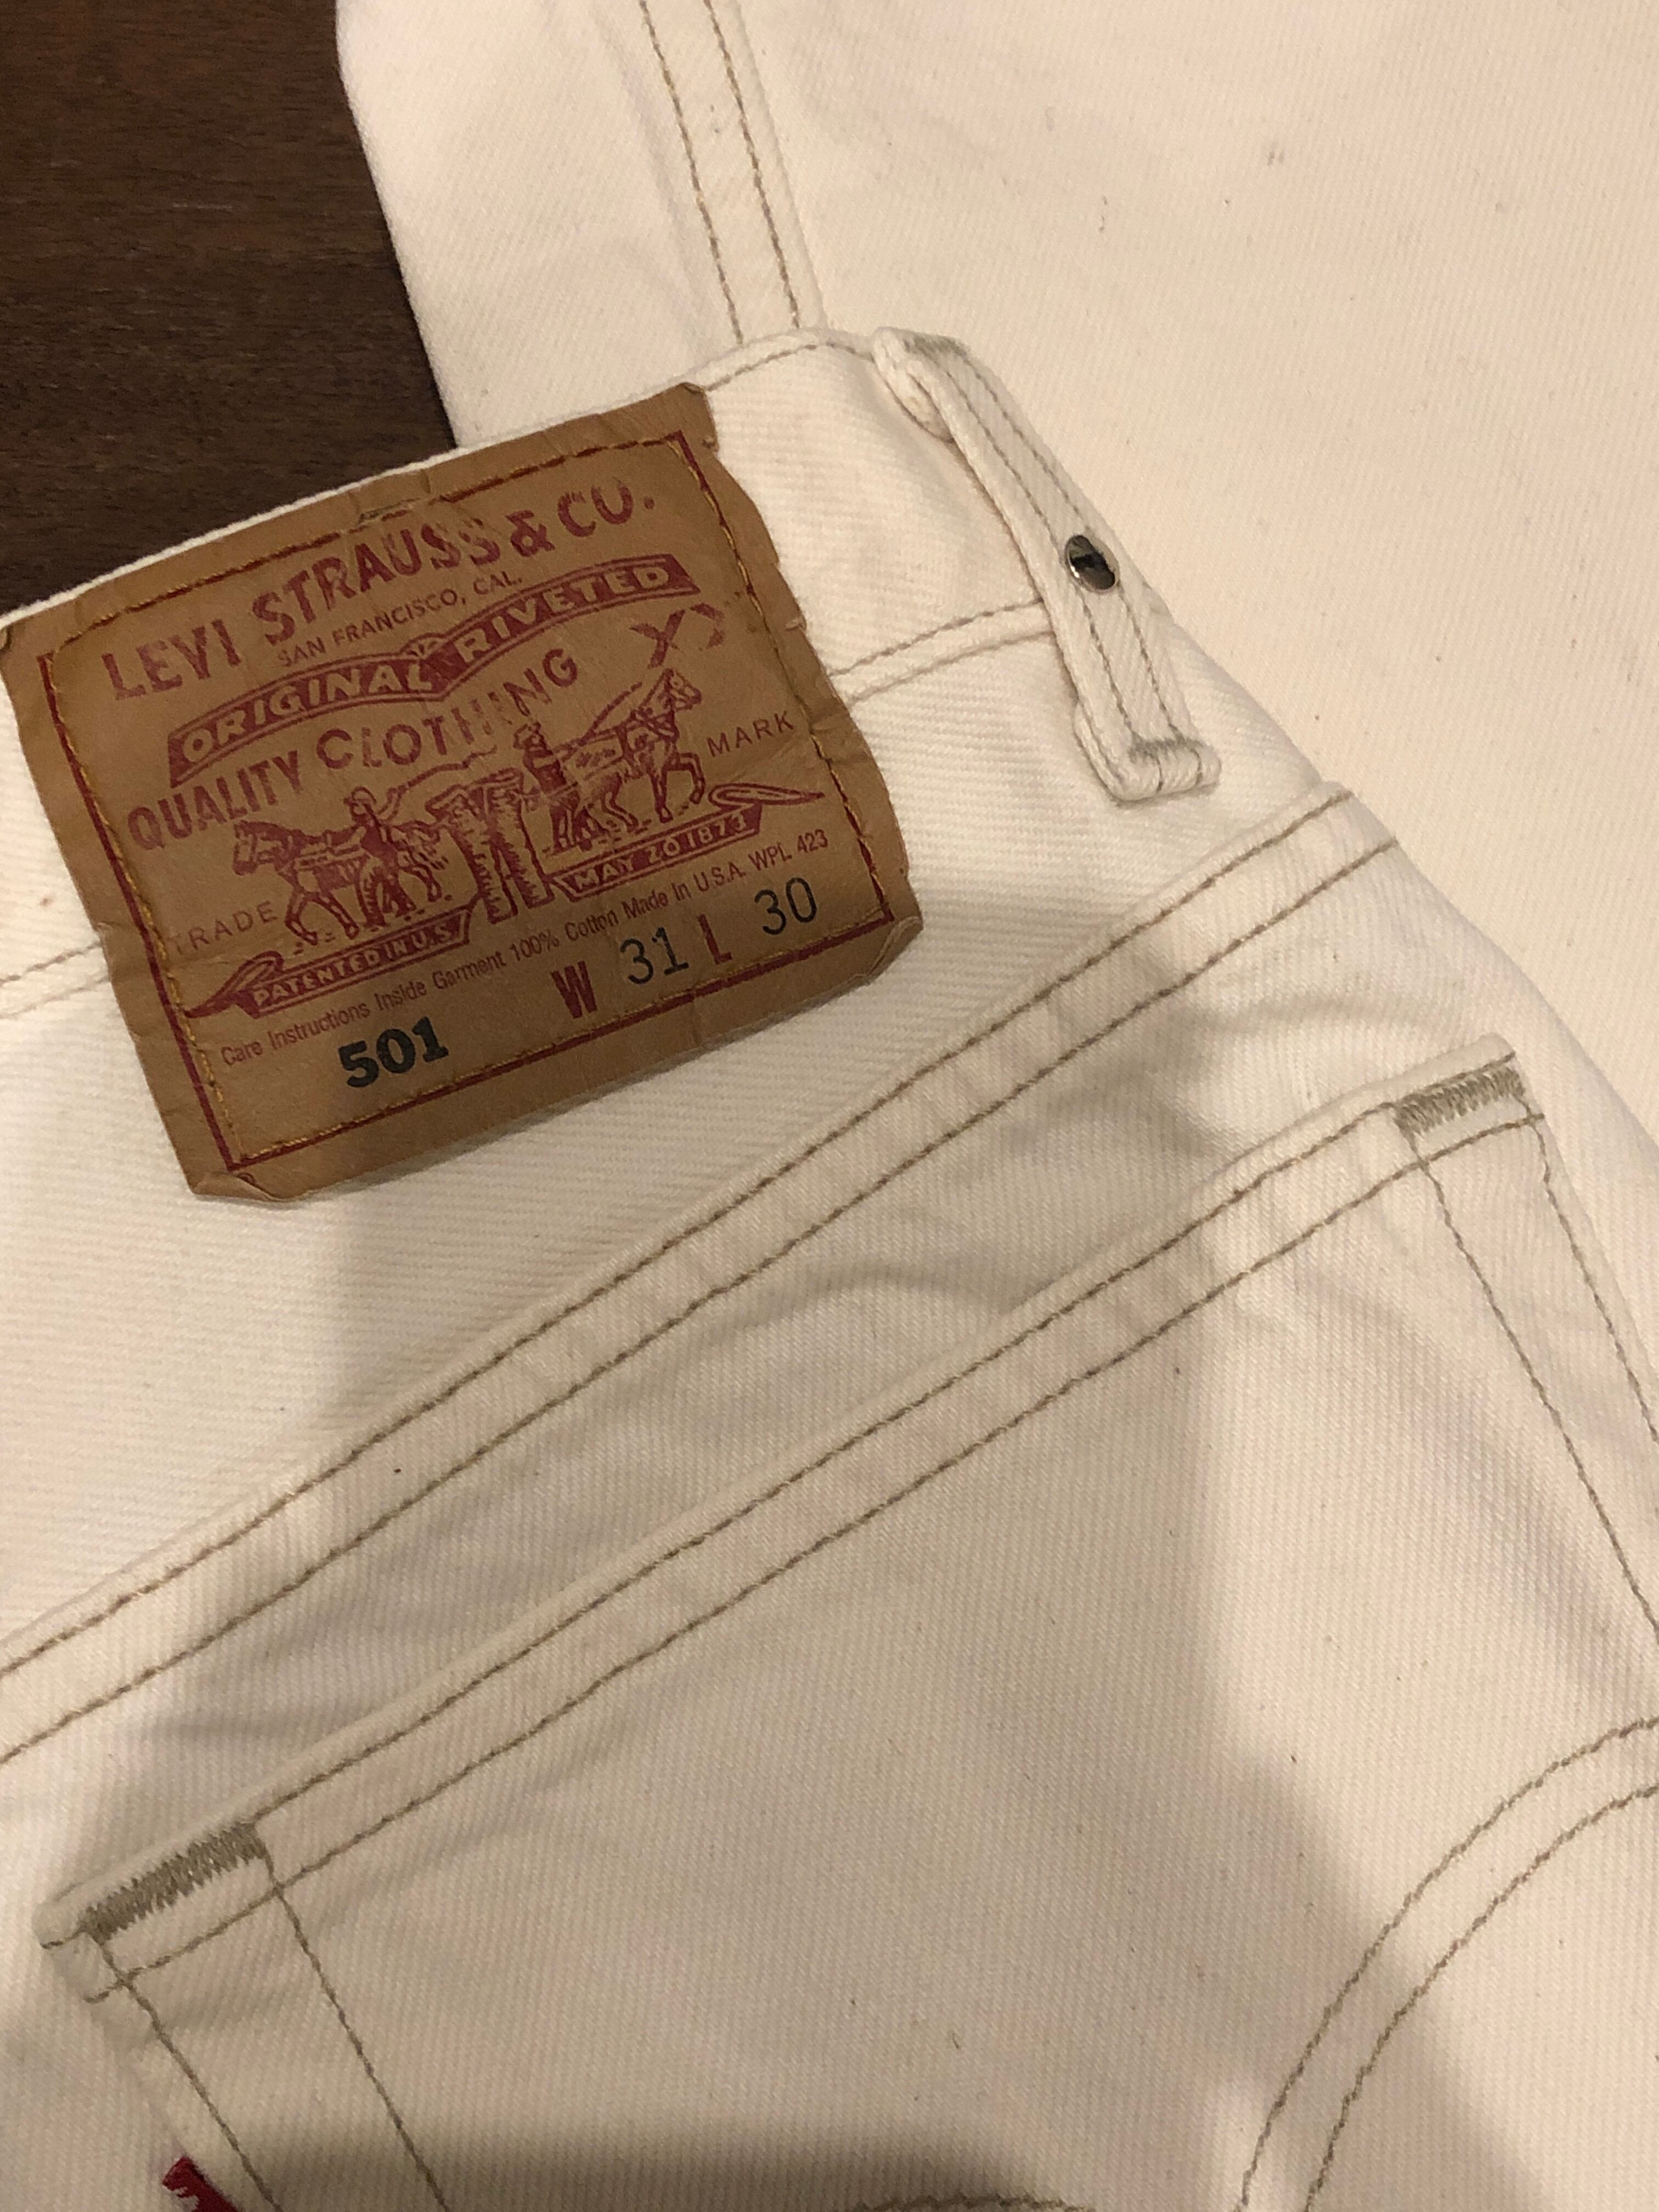 LEVI STRAUSS & CO.
SAN FRANCISCO, CAL.
ORIGINAL RIVETED
QUALITY CLOTHING XX
TRADE MARK
PATENTED IN U.S. MAY 20 1873
Care Instructions Inside Garment 100% Cotton Made In U.S.A. WPL 423
501 W 31 L 30